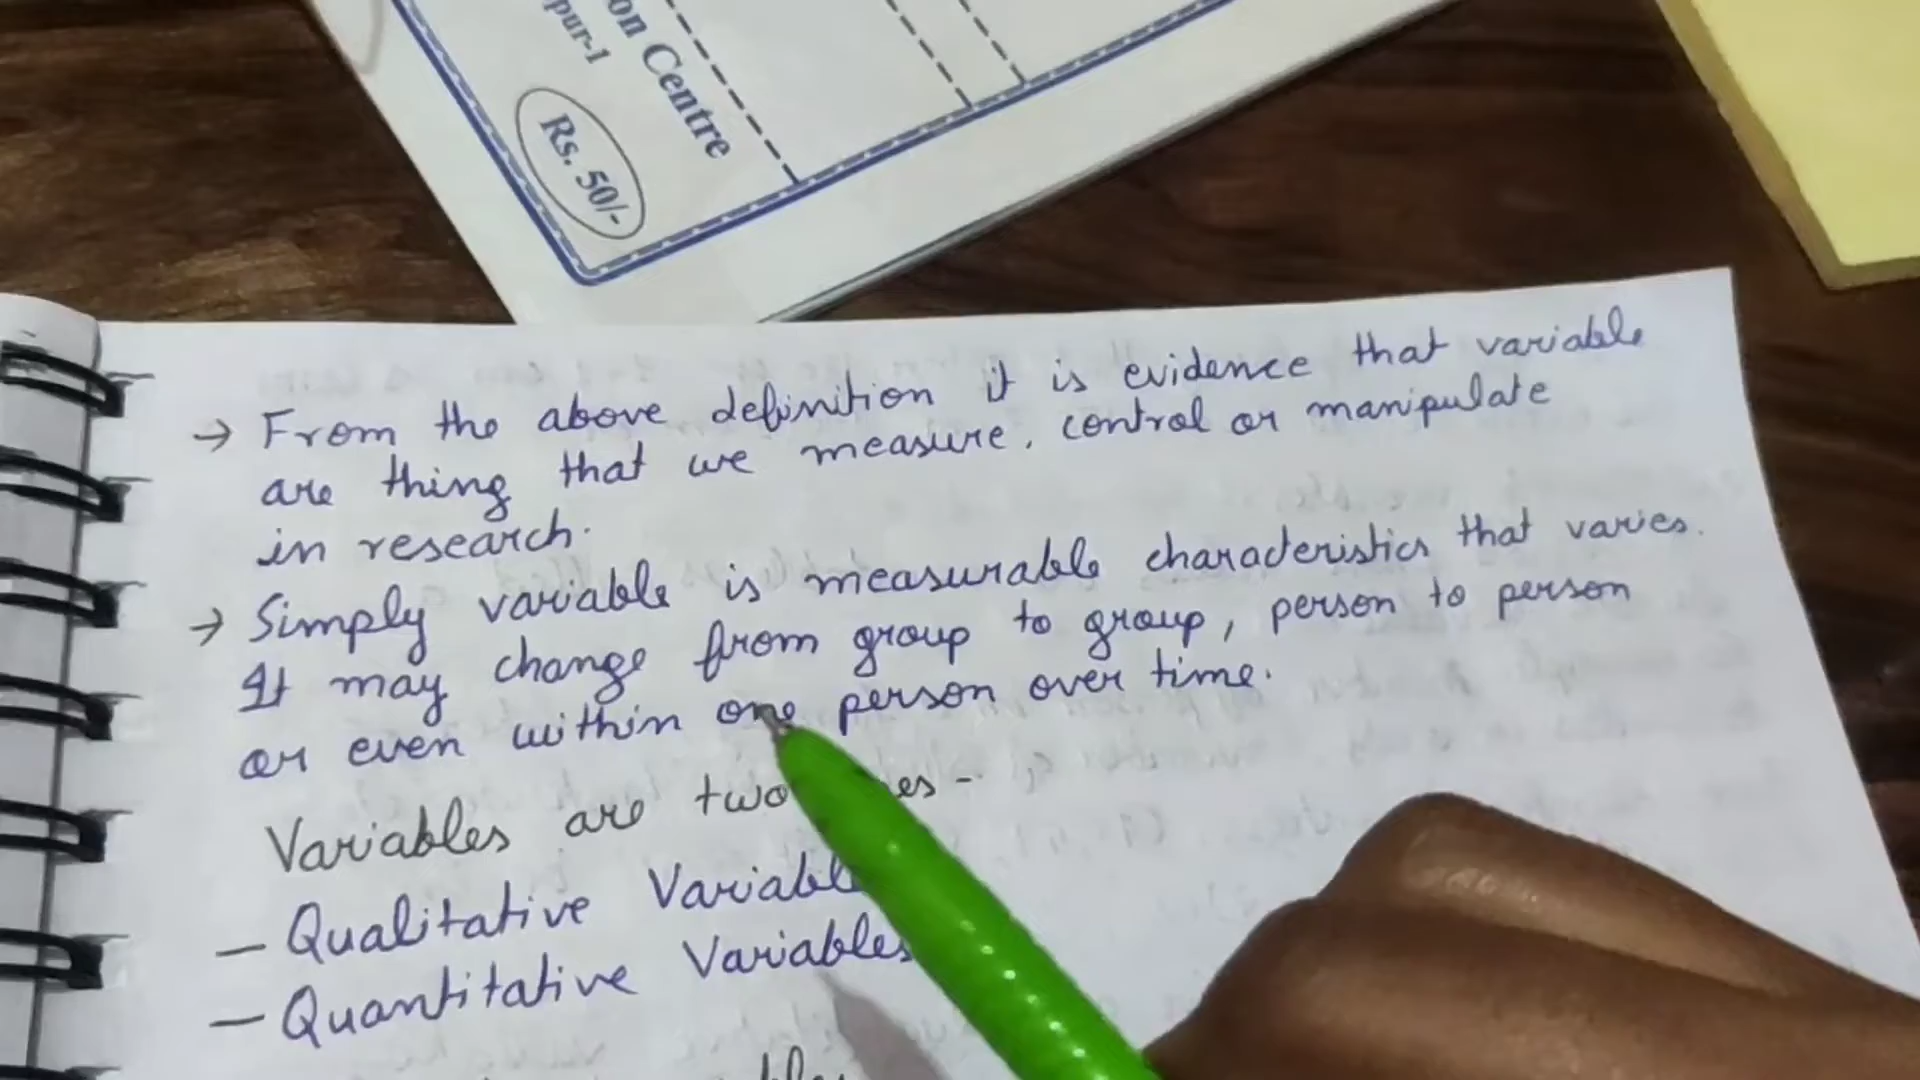 on Centre
pur-1
Rs. 50/-
→ From the above definition it is evidence that variable
are thing that we measure, control or manipulate
in research.
→ Simply variable is measurable characteristics that varies.
It may change from group to group, person to person
or even within one person over time.
Variables are two
— Qualitative Variabl
— Quantitative Variables